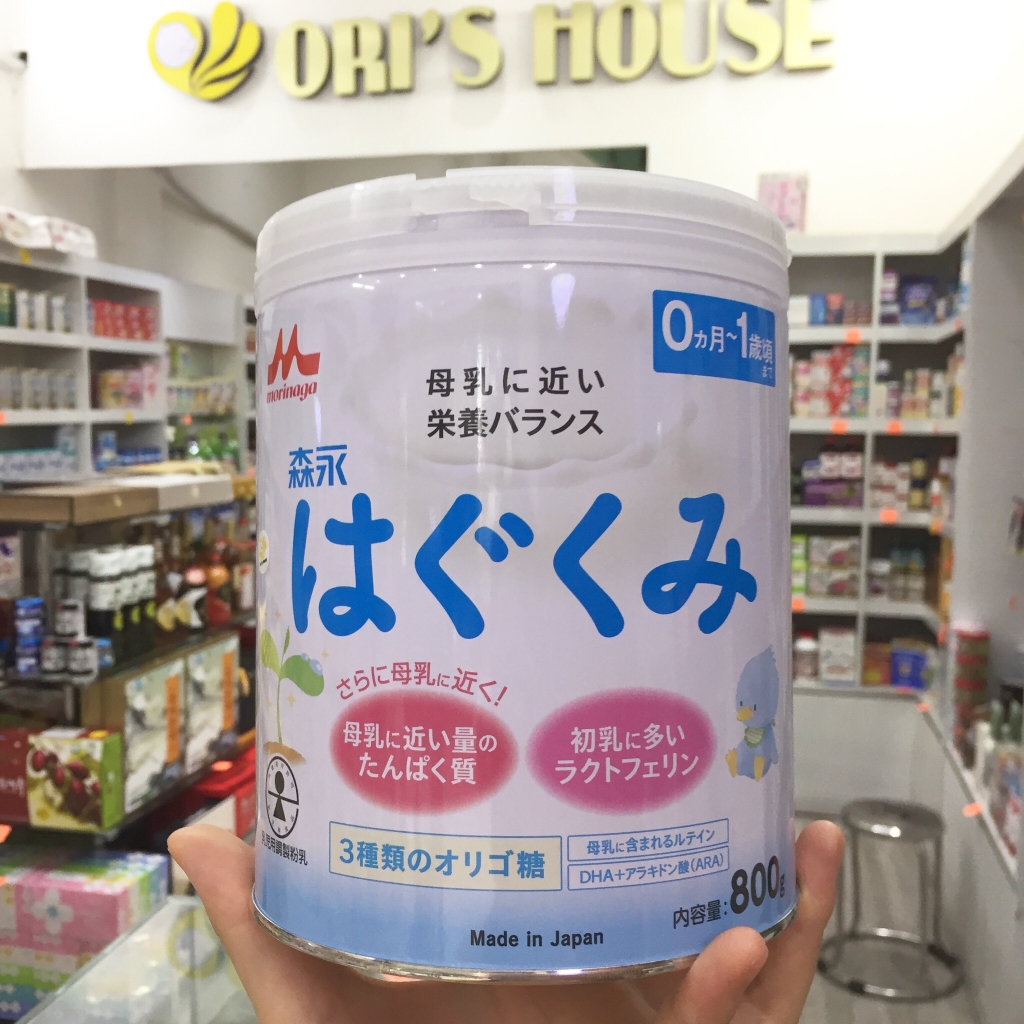 ORI'S HOUSE
morinaga
0ヵ月~1歳頃
まで
母乳に近い
栄養バランス
森永
はぐくみ
さらに母乳に近く!
母乳に近い量の
たんぱく質
初乳に多い
ラクトフェリン
乳児用調製粉乳
3種類のオリゴ糖
母乳に含まれるルテイン
DHA+アラキドン酸(ARA)
内容量:800g
Made in Japan